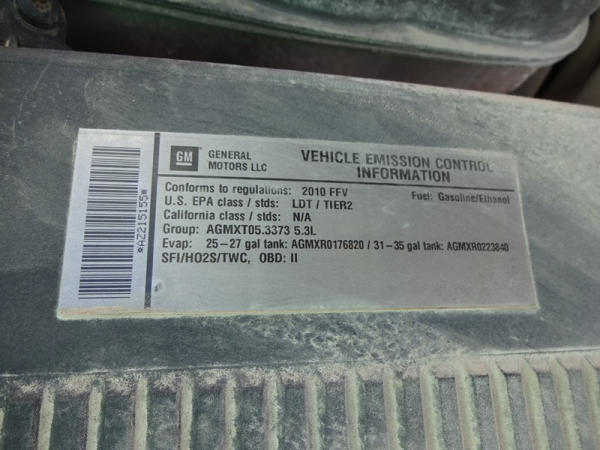 GM GENERAL MOTORS LLC
VEHICLE EMISSION CONTROL INFORMATION
Conforms to regulations: 2010 FFV Fuel: Gasoline/Ethanol
U.S. EPA class / stds: LDT / TIER2
California class / stds: N/A
Group: AGMXT05.3373 5.3L
Evap: 25-27 gal tank: AGMXR0176820 / 31-35 gal tank: AGMXR0223840
SFI/HO2S/TWC, OBD: II
*AZ215155*